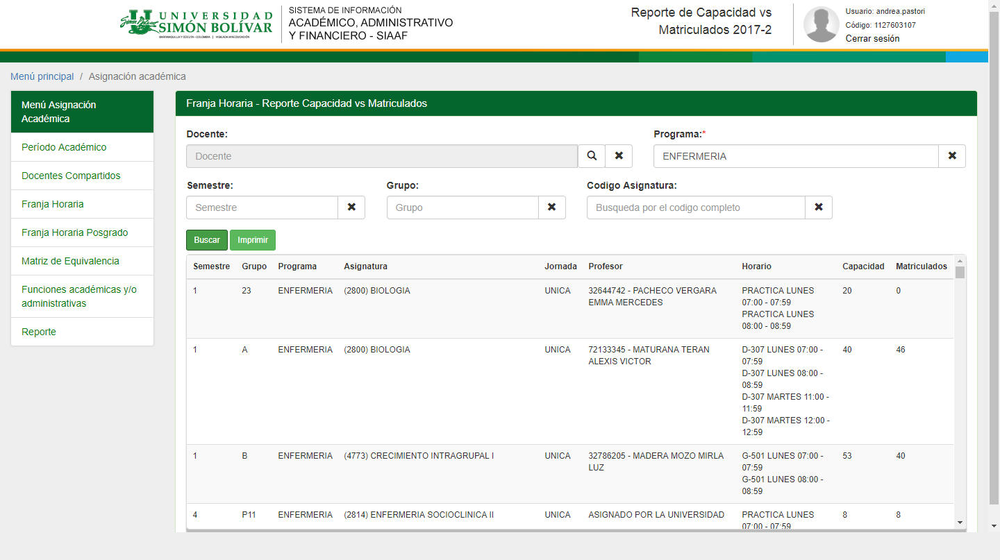 UNIVERSIDAD
SIMÓN BOLÍVAR
BARRANQUILLA Y CÚCUTA - COLOMBIA | VIGILADA MINEDUCACIÓN
SISTEMA DE INFORMACIÓN
ACADÉMICO, ADMINISTRATIVO
Y FINANCIERO - SIAAF
Reporte de Capacidad vs
Matriculados 2017-2
Usuario: andrea.pastori
Código: 1127603107
Cerrar sesión
Menú principal / Asignación académica
Menú Asignación
Académica
Período Académico
Docentes Compartidos
Franja Horaria
Franja Horaria Posgrado
Matriz de Equivalencia
Funciones académicas y/o
administrativas
Reporte
Franja Horaria - Reporte Capacidad vs Matriculados
Docente: Programa:*
Docente ENFERMERIA
Semestre: Grupo: Codigo Asignatura:
Semestre Grupo Busqueda por el codigo completo
Buscar Imprimir
Semestre Grupo Programa Asignatura Jornada Profesor Horario Capacidad Matriculados
1 23 ENFERMERIA (2800) BIOLOGIA UNICA 32644742 - PACHECO VERGARA PRACTICA LUNES 20 0
EMMA MERCEDES 07:00 - 07:59
PRACTICA LUNES
08:00 - 08:59
1 A ENFERMERIA (2800) BIOLOGIA UNICA 72133345 - MATURANA TERAN D-307 LUNES 07:00 - 40 46
ALEXIS VICTOR 07:59
D-307 LUNES 08:00 -
08:59
D-307 MARTES 11:00 -
11:59
D-307 MARTES 12:00 -
12:59
1 B ENFERMERIA (4773) CRECIMIENTO INTRAGRUPAL I UNICA 32786205 - MADERA MOZO MIRLA G-501 LUNES 07:00 - 53 40
LUZ 07:59
G-501 LUNES 08:00 -
08:59
4 P11 ENFERMERIA (2814) ENFERMERIA SOCIOCLINICA II UNICA ASIGNADO POR LA UNIVERSIDAD PRACTICA LUNES 8 8
07:00 - 07:59